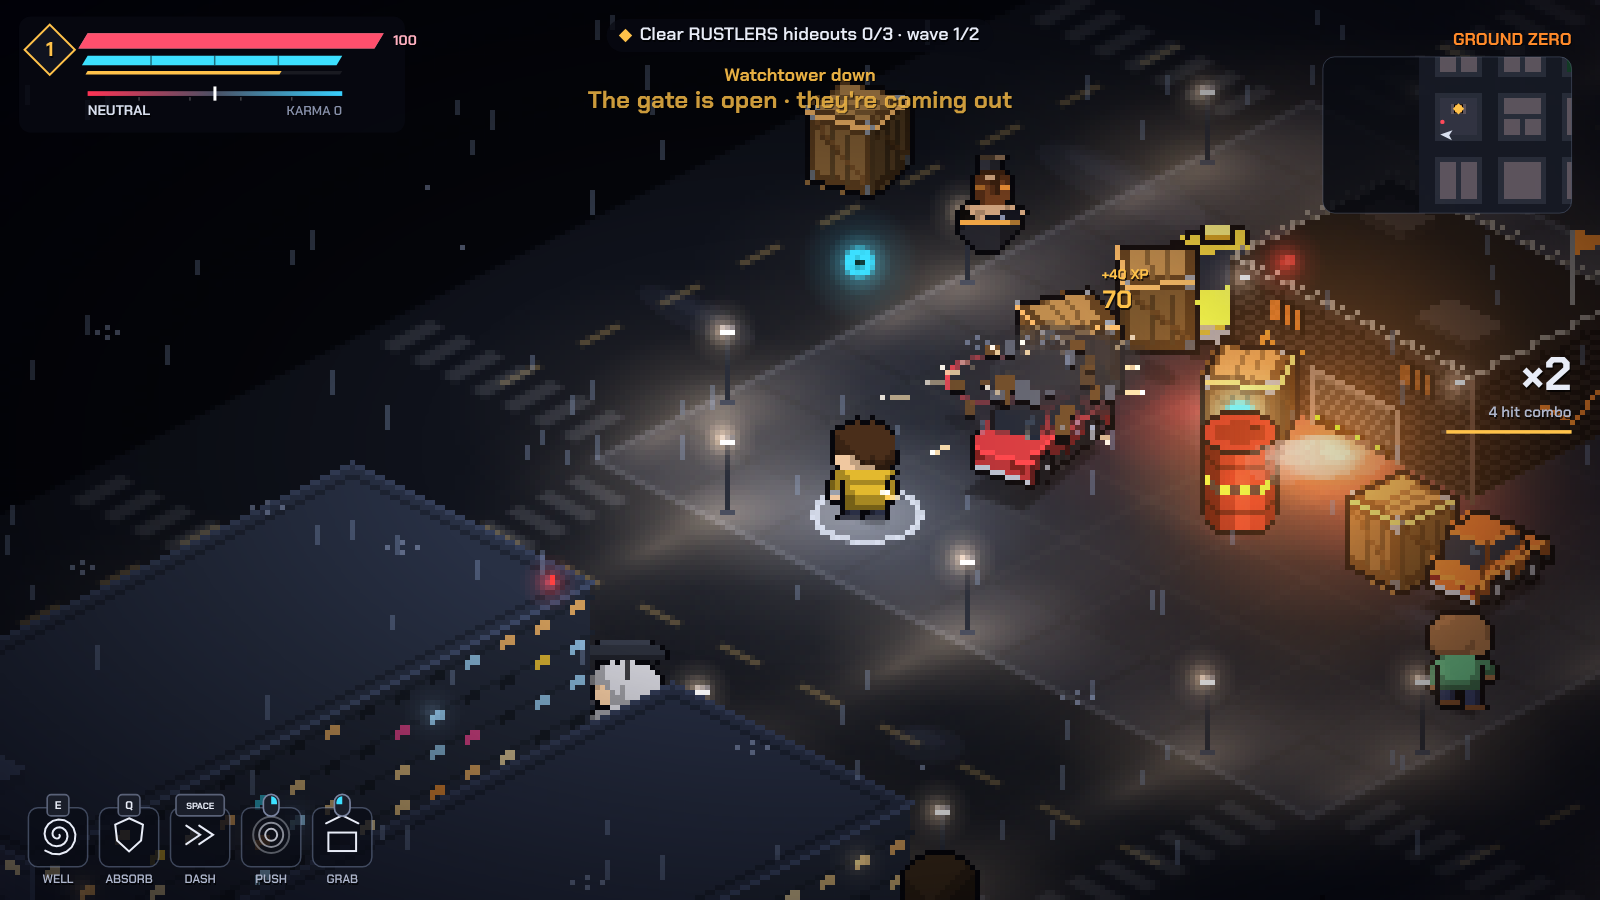 1
100
NEUTRAL
KARMA 0
Clear RUSTLERS hideouts 0/3 · wave 1/2
Watchtower down
The gate is open · they're coming out
GROUND ZERO
+40 XP
70
×2
4 hit combo
E
Q
SPACE
WELL
ABSORB
DASH
PUSH
GRAB